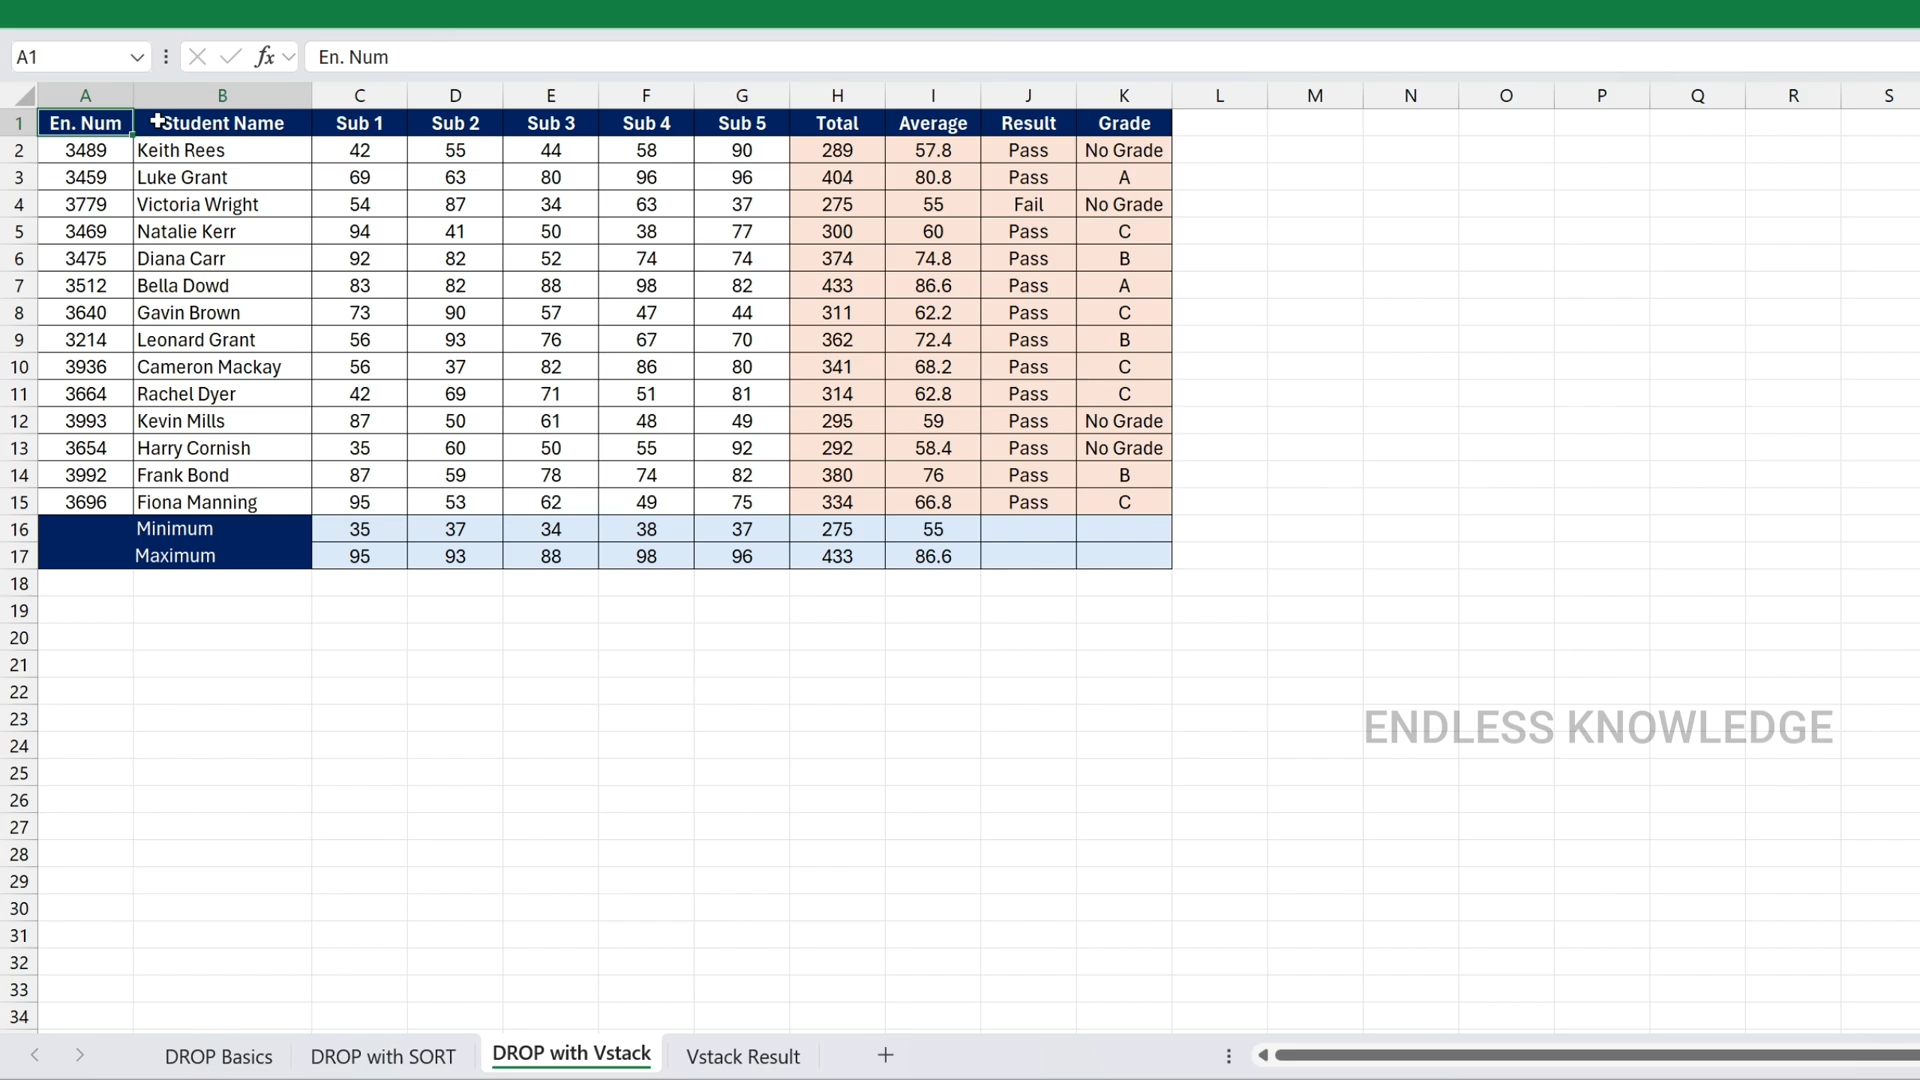 A1 fx En. Num
A B C D E F G H I J K L M N O P Q R S
1 En. Num Student Name Sub 1 Sub 2 Sub 3 Sub 4 Sub 5 Total Average Result Grade
2 3489 Keith Rees 42 55 44 58 90 289 57.8 Pass No Grade
3 3459 Luke Grant 69 63 80 96 96 404 80.8 Pass A
4 3779 Victoria Wright 54 87 34 63 37 275 55 Fail No Grade
5 3469 Natalie Kerr 94 41 50 38 77 300 60 Pass C
6 3475 Diana Carr 92 82 52 74 74 374 74.8 Pass B
7 3512 Bella Dowd 83 82 88 98 82 433 86.6 Pass A
8 3640 Gavin Brown 73 90 57 47 44 311 62.2 Pass C
9 3214 Leonard Grant 56 93 76 67 70 362 72.4 Pass B
10 3936 Cameron Mackay 56 37 82 86 80 341 68.2 Pass C
11 3664 Rachel Dyer 42 69 71 51 81 314 62.8 Pass C
12 3993 Kevin Mills 87 50 61 48 49 295 59 Pass No Grade
13 3654 Harry Cornish 35 60 50 55 92 292 58.4 Pass No Grade
14 3992 Frank Bond 87 59 78 74 82 380 76 Pass B
15 3696 Fiona Manning 95 53 62 49 75 334 66.8 Pass C
16 Minimum 35 37 34 38 37 275 55
17 Maximum 95 93 88 98 96 433 86.6
18
19
20
21
22
23 ENDLESS KNOWLEDGE
24
25
26
27
28
29
30
31
32
33
34
DROP Basics DROP with SORT DROP with Vstack Vstack Result